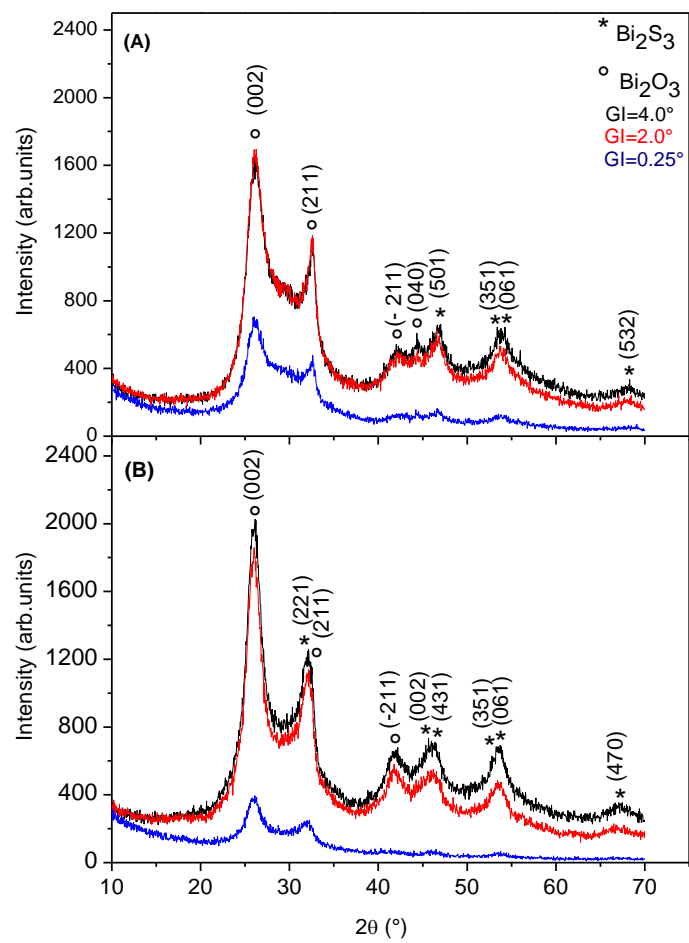 2400
2000
1600
1200
800
400
0
Intensity (arb.units)
(A)
(002)
(211)
(- 211)
(040)
(501)
(351)
(061)
(532)
* Bi2S3
° Bi2O3
GI=4.0°
GI=2.0°
GI=0.25°
2400
2000
1600
1200
800
400
0
Intensity (arb.units)
(B)
(002)
(221)
(211)
(-211)
(002)
(431)
(351)
(061)
(470)
10 20 30 40 50 60 70
2θ (°)